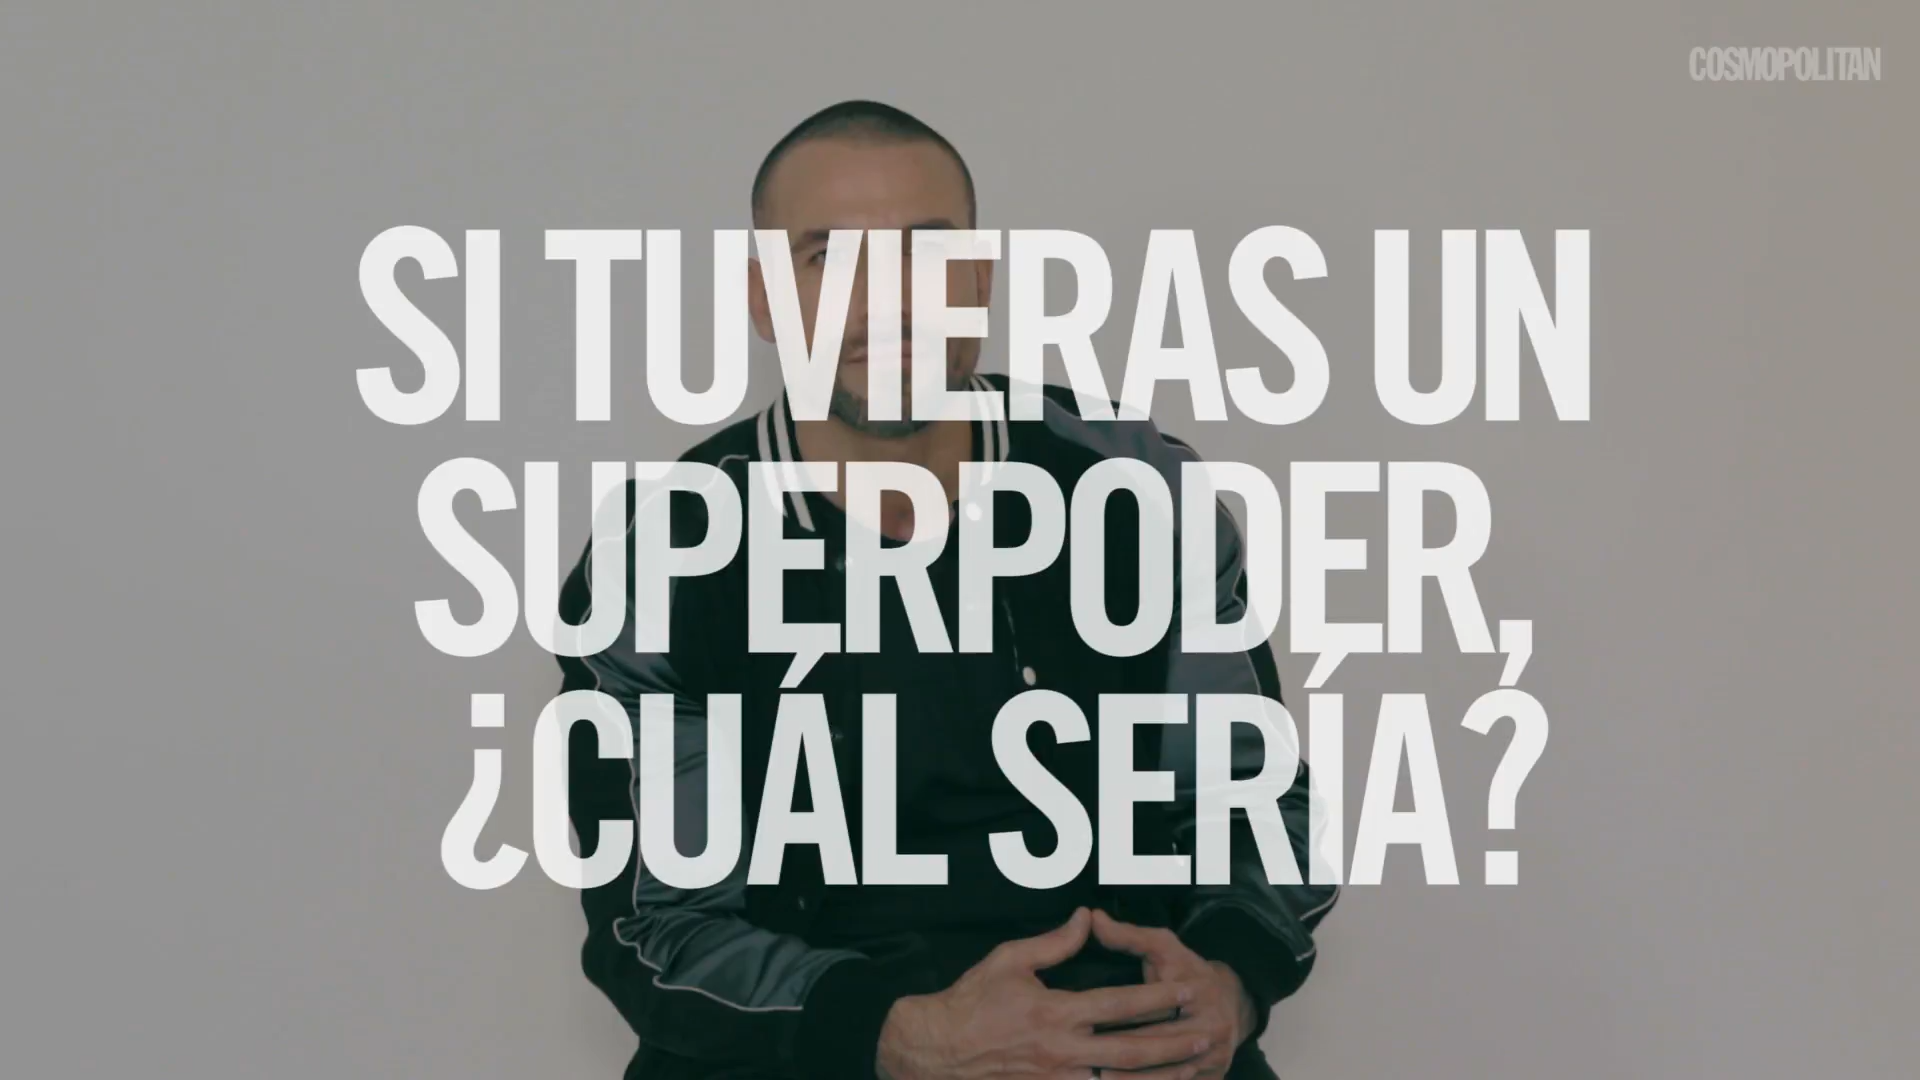 COSMOPOLITAN
SI TUVIERAS UN
SUPERPODER,
¿CUÁL SERÍA?